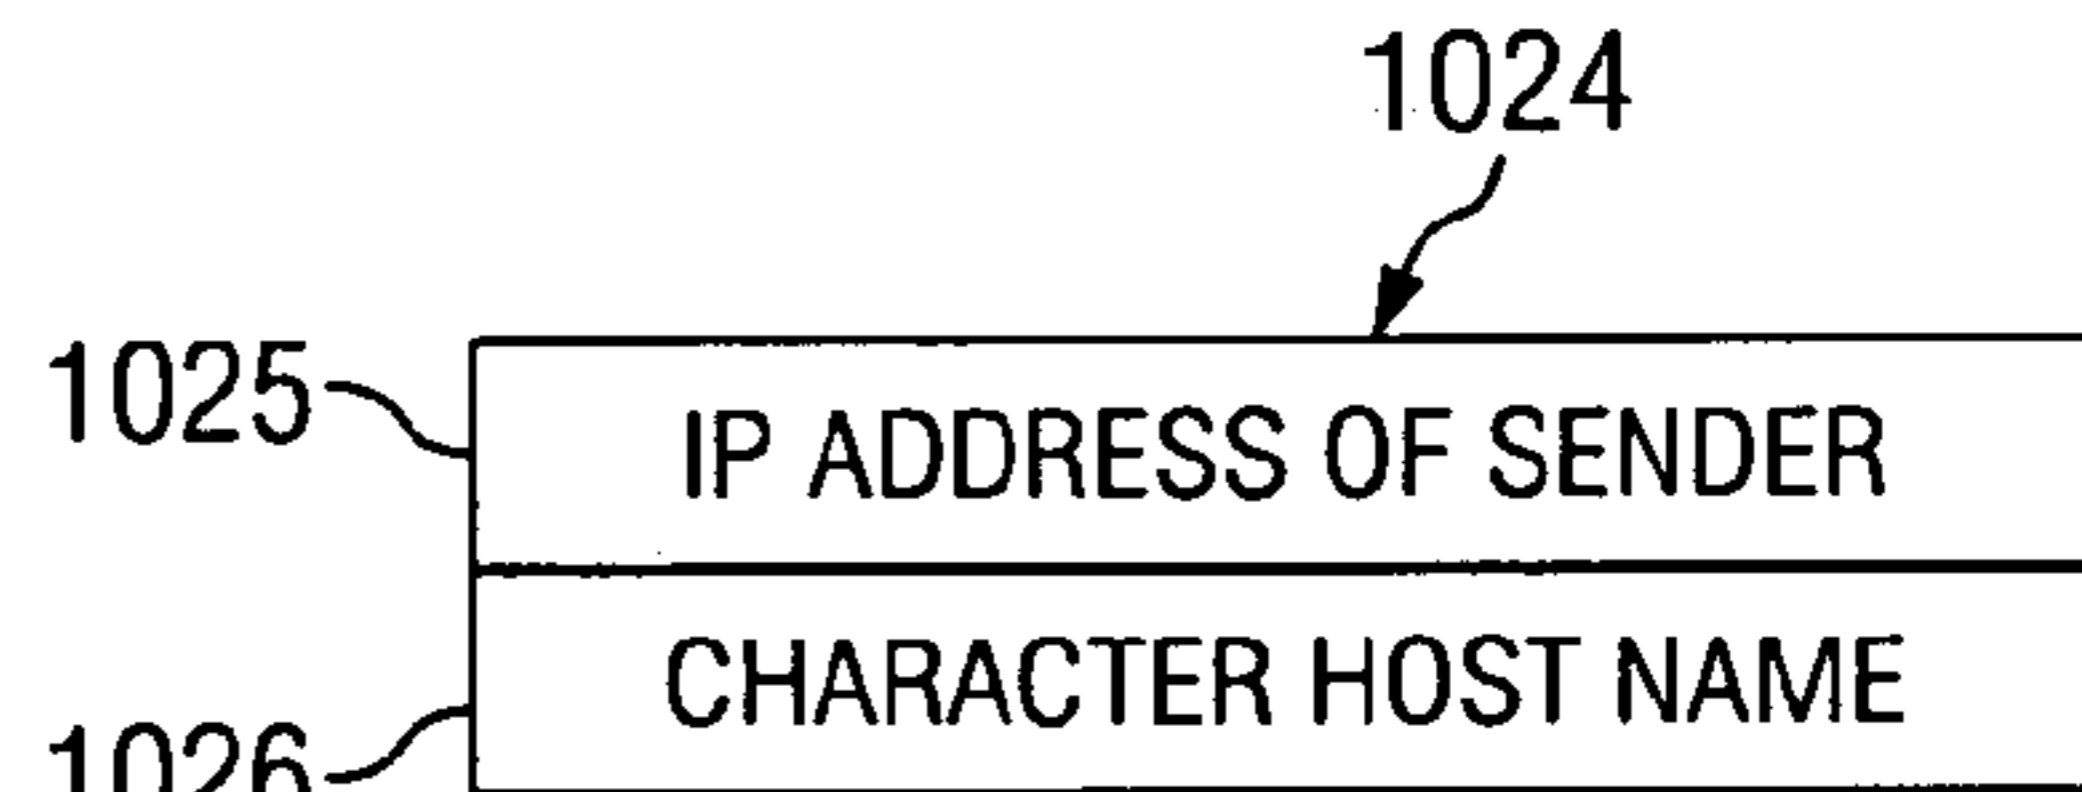 1024
1025
IP ADDRESS OF SENDER
CHARACTER HOST NAME
1026